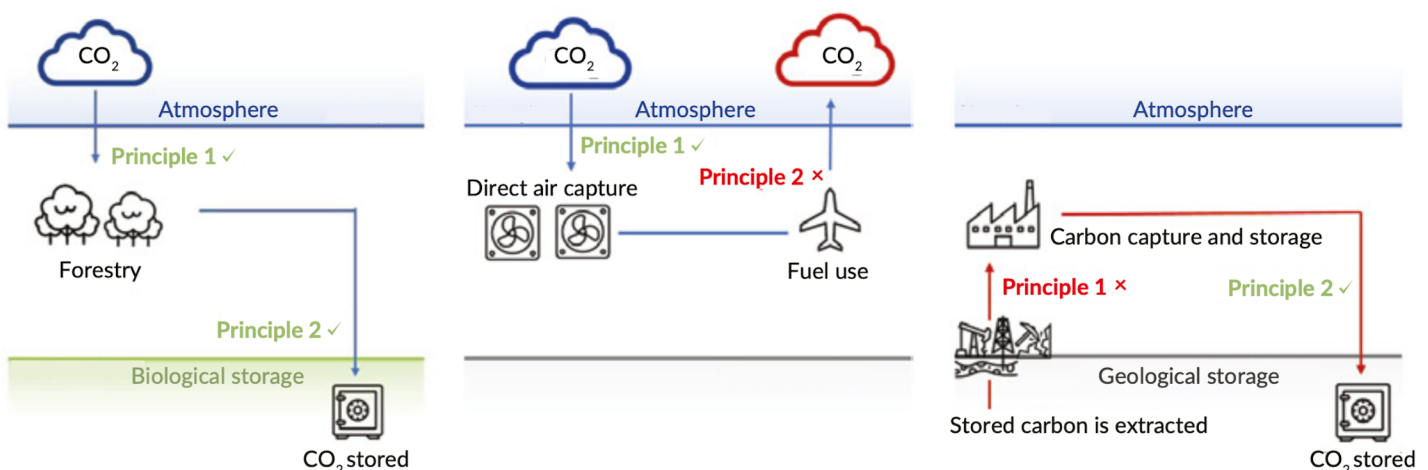 CO₂
Atmosphere
Principle 1 ✓
Forestry
Principle 2 ✓
Biological storage
CO₂ stored
CO₂
CO₂
Atmosphere
Principle 1 ✓
Principle 2 ×
Direct air capture
Fuel use
Atmosphere
Carbon capture and storage
Principle 1 ×
Principle 2 ✓
Geological storage
Stored carbon is extracted
CO₂ stored